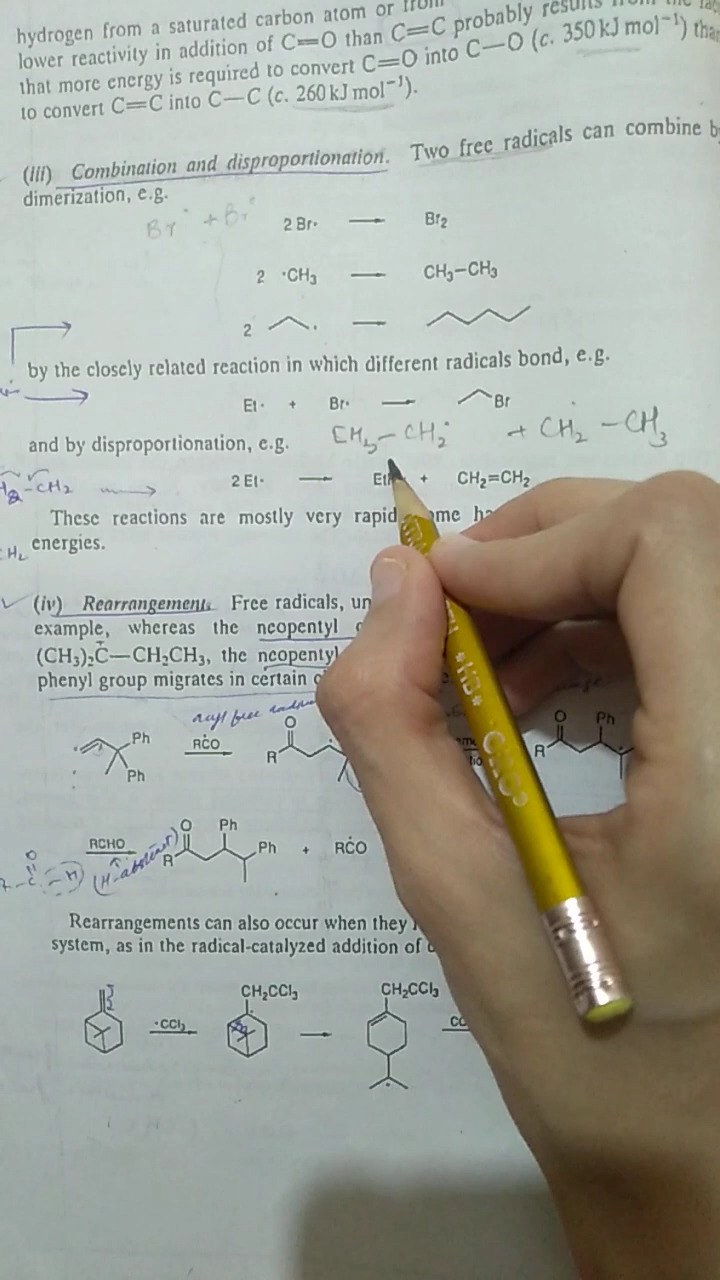 hydrogen from a saturated carbon atom or from
lower reactivity in addition of C=O than C=C probably results from the
that more energy is required to convert C=O into C—O (c. 350 kJ mol⁻¹) than
to convert C=C into C—C (c. 260 kJ mol⁻¹).
(iii) Combination and disproportionation. Two free radicals can combine by
dimerization, e.g.
Br· + Br·
2 Br· → Br₂
2 ·CH₃ → CH₃–CH₃
2 · →
by the closely related reaction in which different radicals bond, e.g.
Et· + Br· → Br
and by disproportionation, e.g.
CH₃–CH₂· + CH₂–CH₃
–CH₂
2 Et· → + CH₂=CH₂
These reactions are mostly very rapid
energies.
(iv) Rearrangement. Free radicals,
example, whereas the neopentyl
(CH₃)₂C⁺—CH₂CH₃, the neopentyl
phenyl group migrates in certain
acyl free
Ph Ph RĊO O R O Ph R
RCHO (H-abstract) O Ph R Ph + RĊO
O C H
Rearrangements can also occur when they
system, as in the radical-catalyzed addition of
·CCl₃ CH₂CCl₃ → CH₂CCl₃